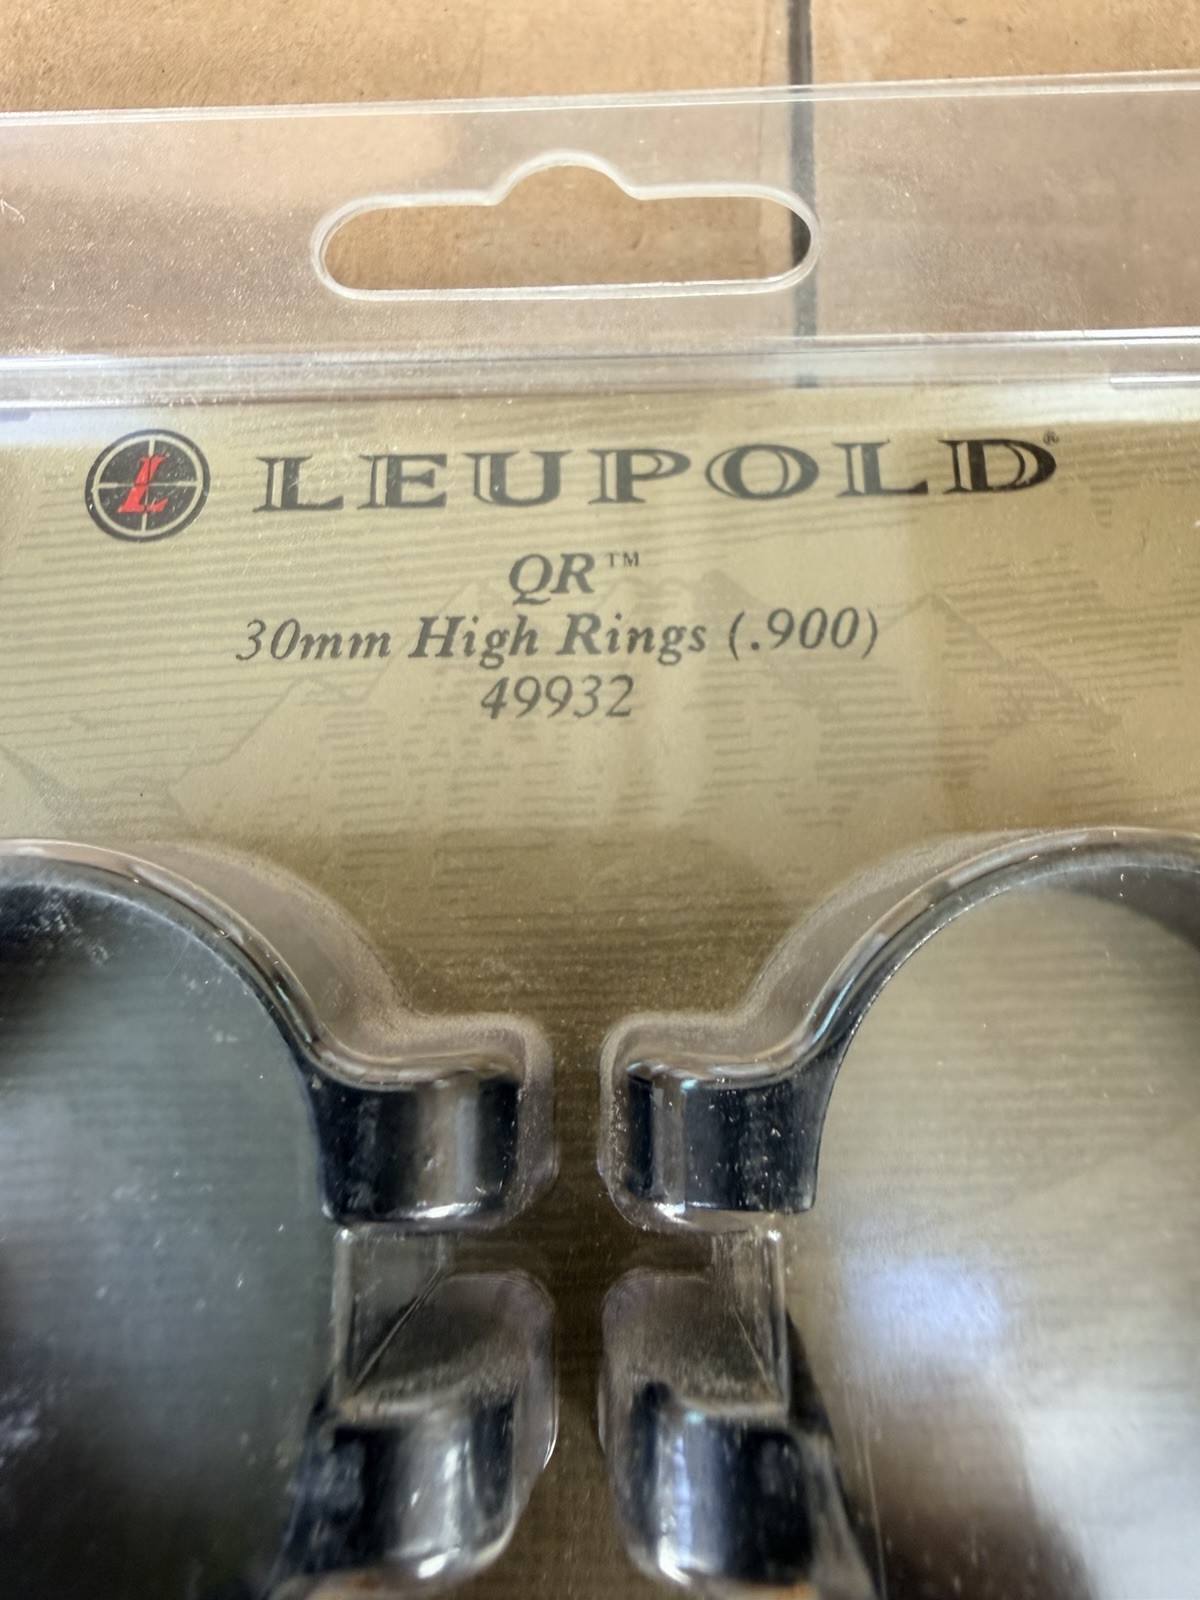 L LEUPOLD®
QR™
30mm High Rings (.900)
49932